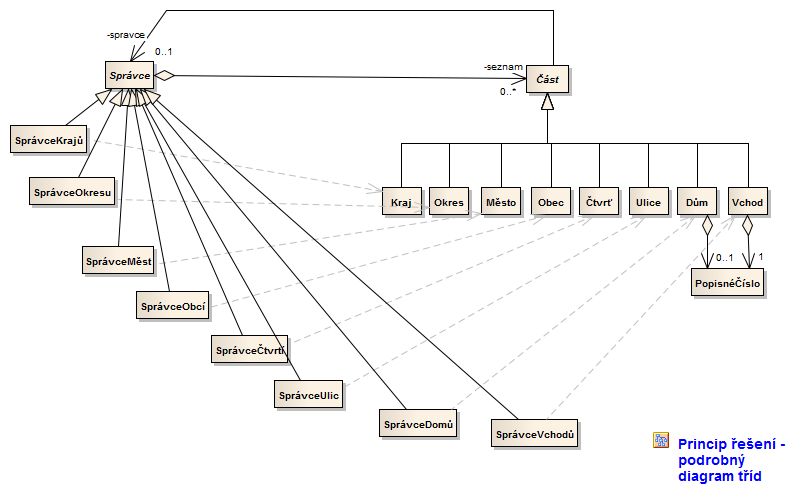 -spravce
0..1
Správce
-seznam
0..*
Část
SprávceKrajů
SprávceOkresu
Kraj
Okres
Město
Obec
Čtvrť
Ulice
Dům
Vchod
SprávceMěst
0..1
1
PopisnéČíslo
SprávceObcí
SprávceČtvrtí
SprávceUlic
SprávceDomů
SprávceVchodů
Princip řešení -
podrobný
diagram tříd